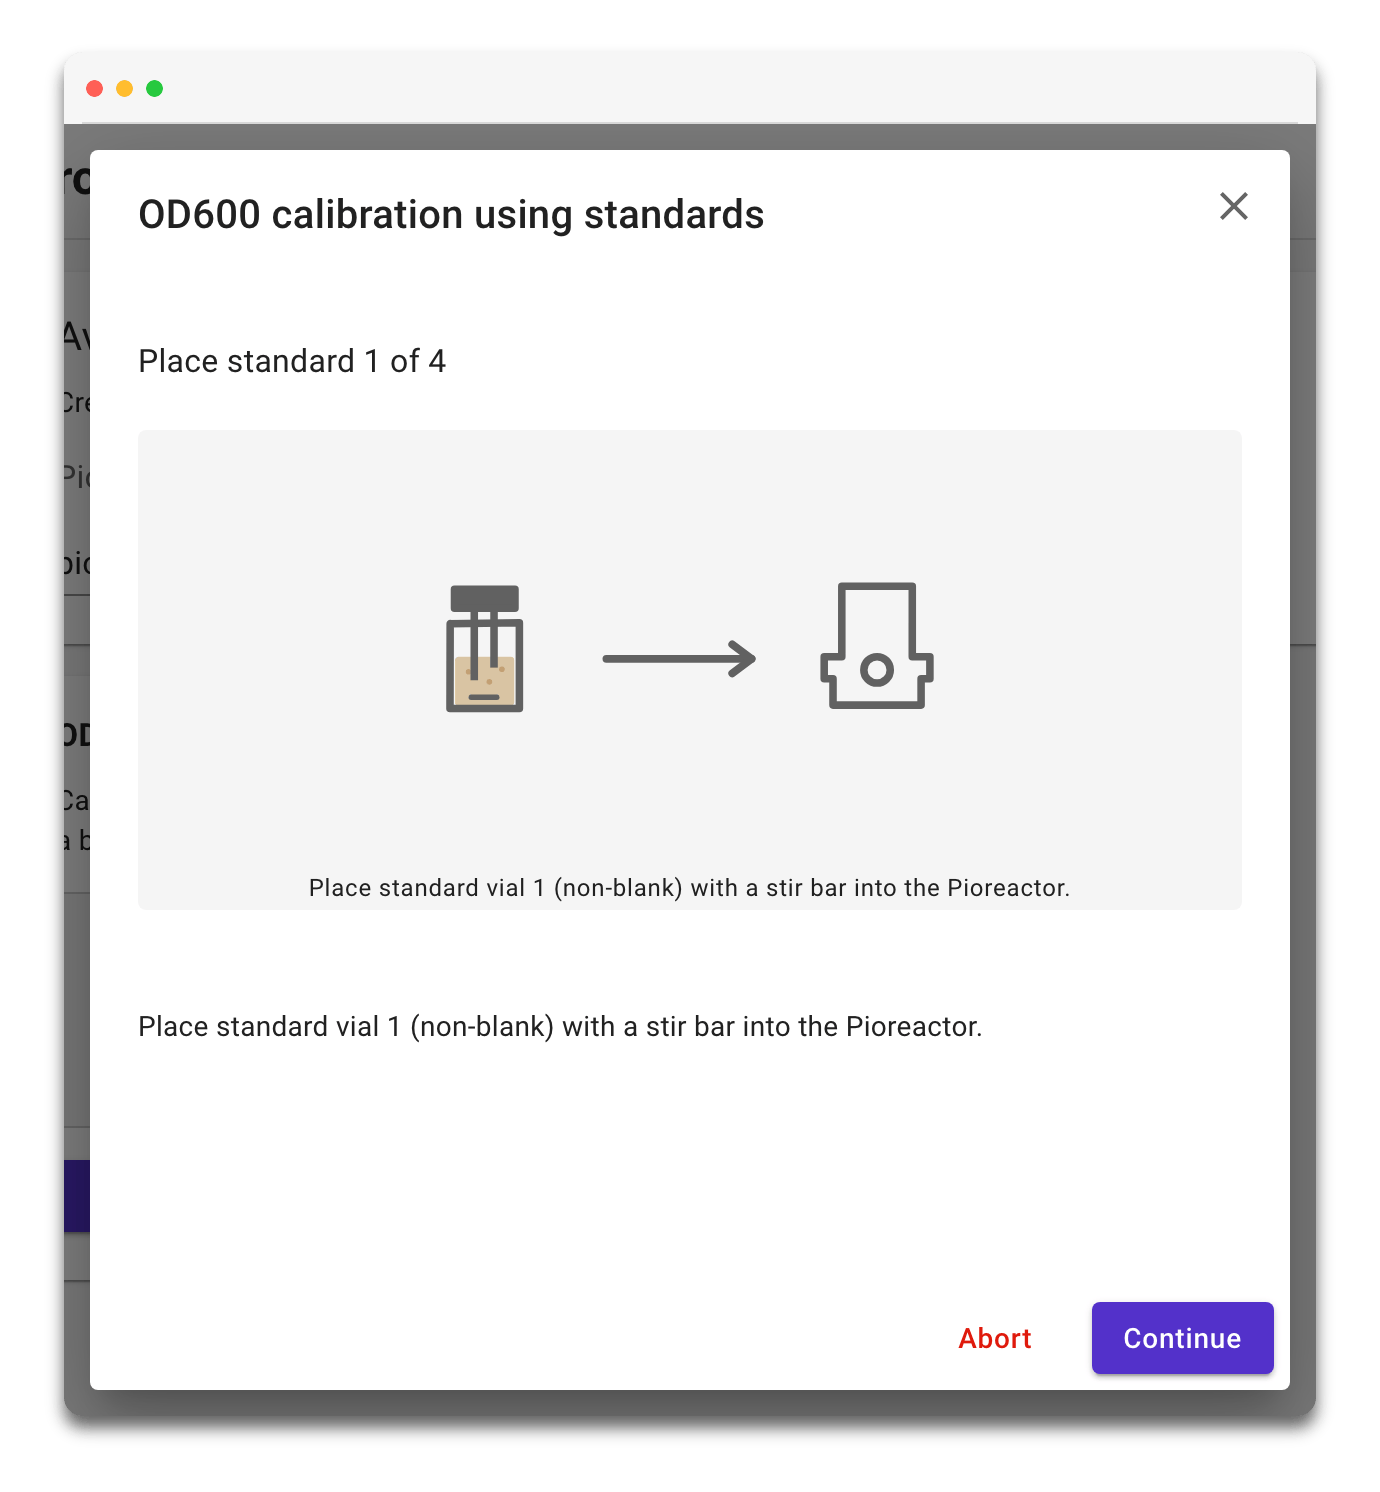 OD600 calibration using standards
Place standard 1 of 4
Place standard vial 1 (non-blank) with a stir bar into the Pioreactor.
Place standard vial 1 (non-blank) with a stir bar into the Pioreactor.
Abort
Continue